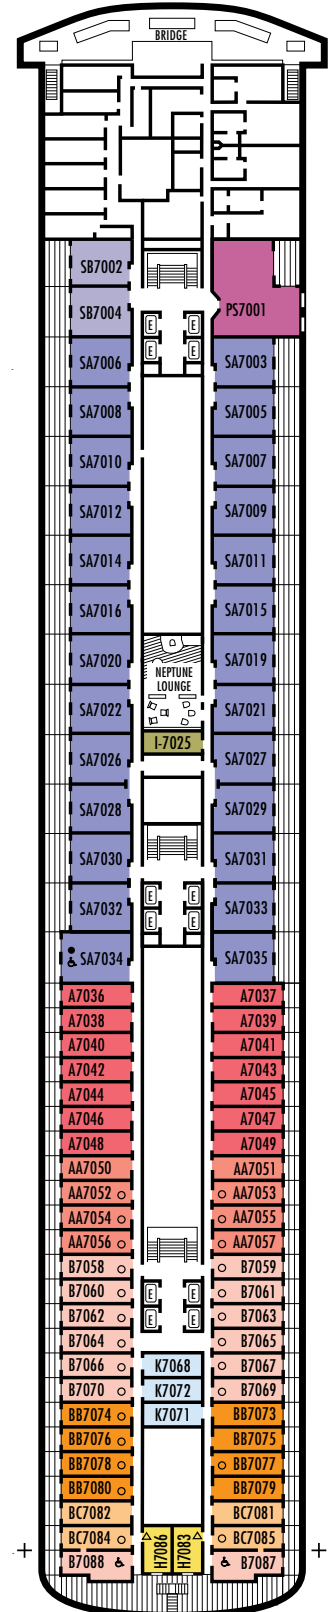 BRIDGE
SB7002
SB7004
PS7001
E E
E E
SA7006 SA7003
SA7008 SA7005
SA7010 SA7007
SA7012 SA7009
SA7014 SA7011
SA7016 SA7015
SA7020 SA7019
NEPTUNE
LOUNGE
SA7022 SA7021
I-7025
SA7026 SA7027
SA7028 SA7029
SA7030 SA7031
SA7032 SA7033
E E
E E
SA7034 SA7035
A7036 A7037
A7038 A7039
A7040 A7041
A7042 A7043
A7044 A7045
A7046 A7047
A7048 A7049
AA7050 AA7051
AA7052 AA7053
AA7054 AA7055
AA7056 AA7057
B7058 B7059
B7060 E E B7061
B7062 E E B7063
B7064 B7065
B7066 K7068 B7067
B7070 K7072 B7069
BB7074 K7071 BB7073
BB7076 BB7075
BB7078 BB7077
BB7080 BB7079
BC7082 BC7081
BC7084 BC7085
H7086 H7083
B7088 B7087